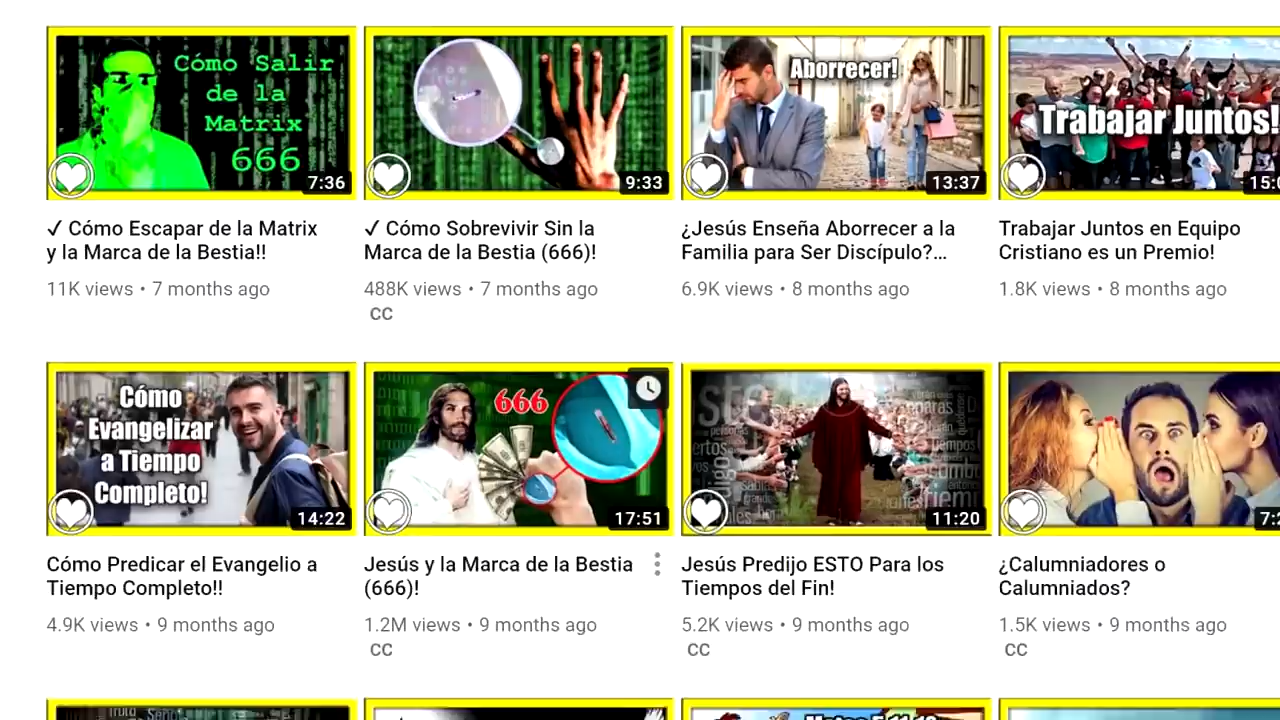 Cómo Salir
de la
Matrix
666
7:36
9:33
Aborrecer!
13:37
Trabajar Juntos!
✓ Cómo Escapar de la Matrix
y la Marca de la Bestia!!
11K views • 7 months ago
✓ Cómo Sobrevivir Sin la
Marca de la Bestia (666)!
488K views • 7 months ago
CC
¿Jesús Enseña Aborrecer a la
Familia para Ser Discípulo?...
6.9K views • 8 months ago
Trabajar Juntos en Equipo
Cristiano es un Premio!
1.8K views • 8 months ago
Cómo
Evangelizar
a Tiempo
Completo!
14:22
666
17:51
11:20
Cómo Predicar el Evangelio a
Tiempo Completo!!
4.9K views • 9 months ago
Jesús y la Marca de la Bestia
(666)!
1.2M views • 9 months ago
CC
Jesús Predijo ESTO Para los
Tiempos del Fin!
5.2K views • 9 months ago
CC
¿Calumniadores o
Calumniados?
1.5K views • 9 months ago
CC